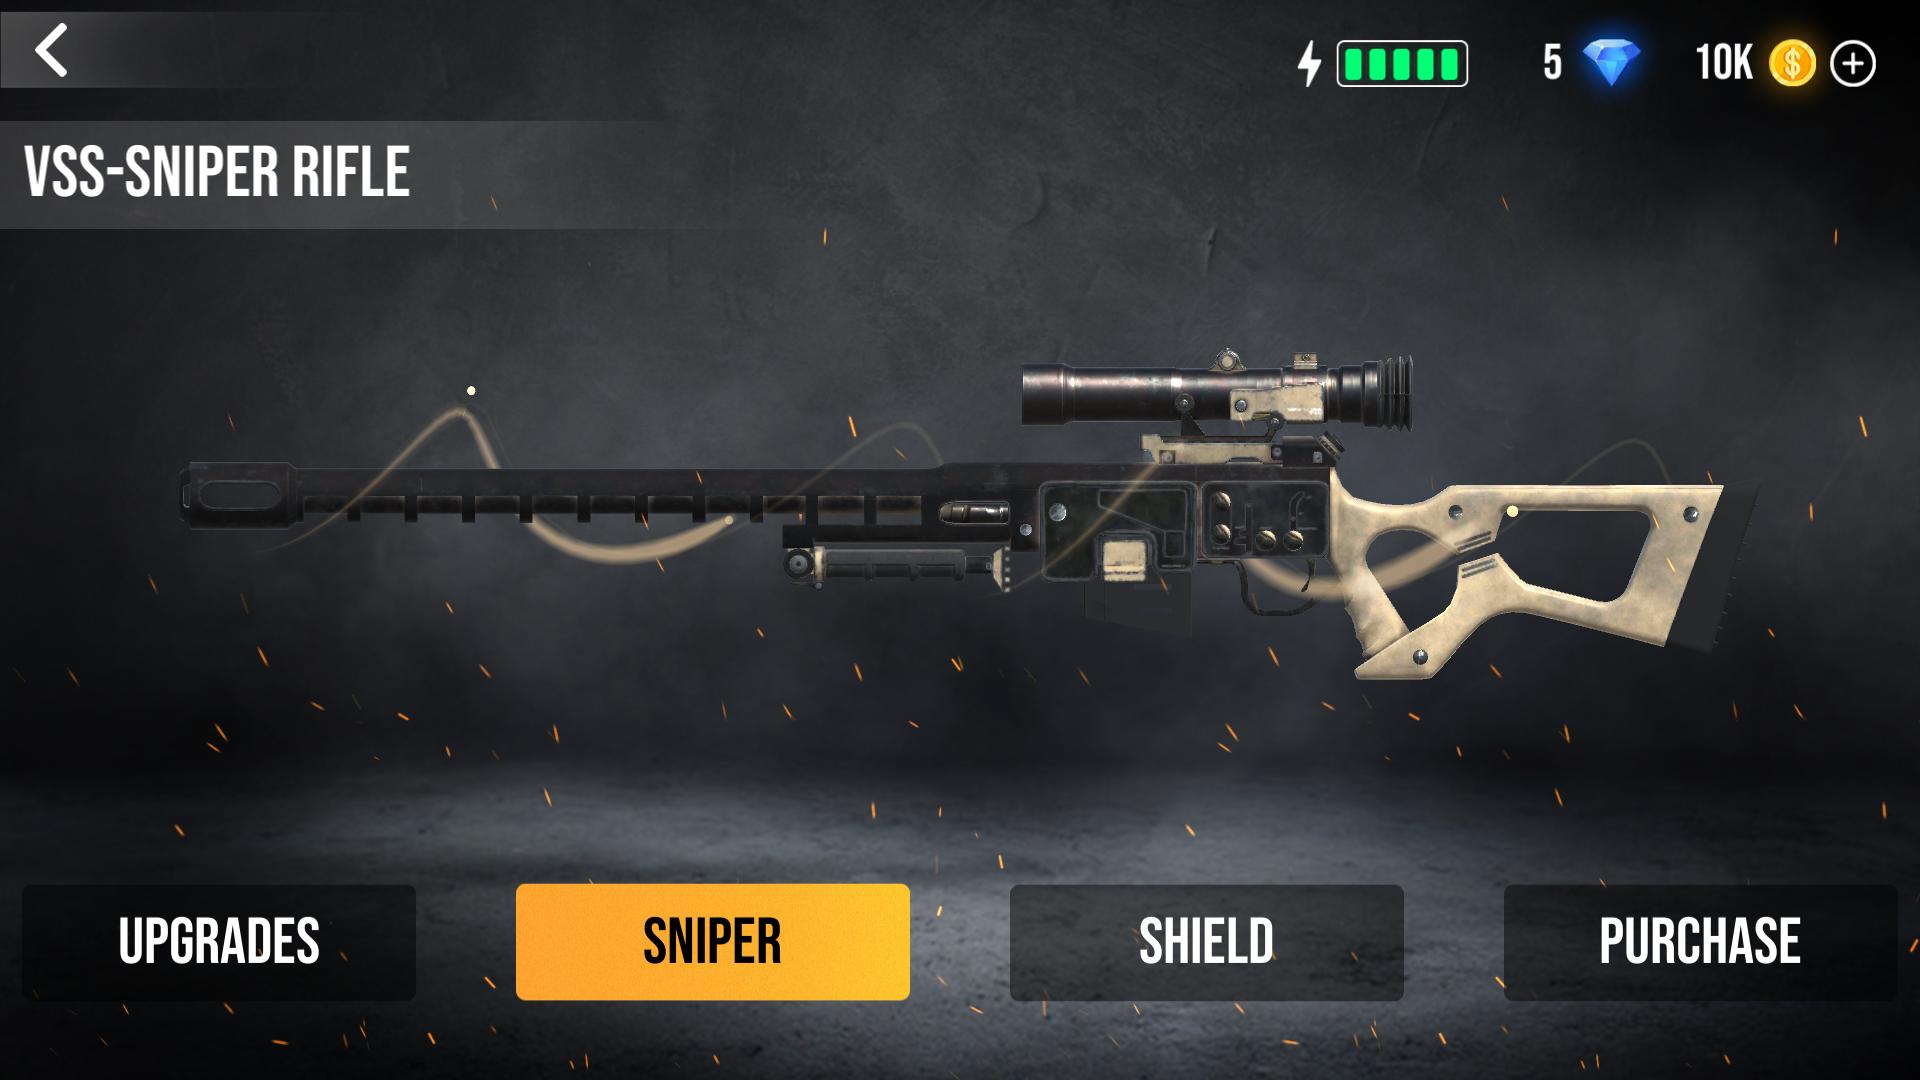 5
10K
VSS-SNIPER RIFLE
UPGRADES
SNIPER
SHIELD
PURCHASE